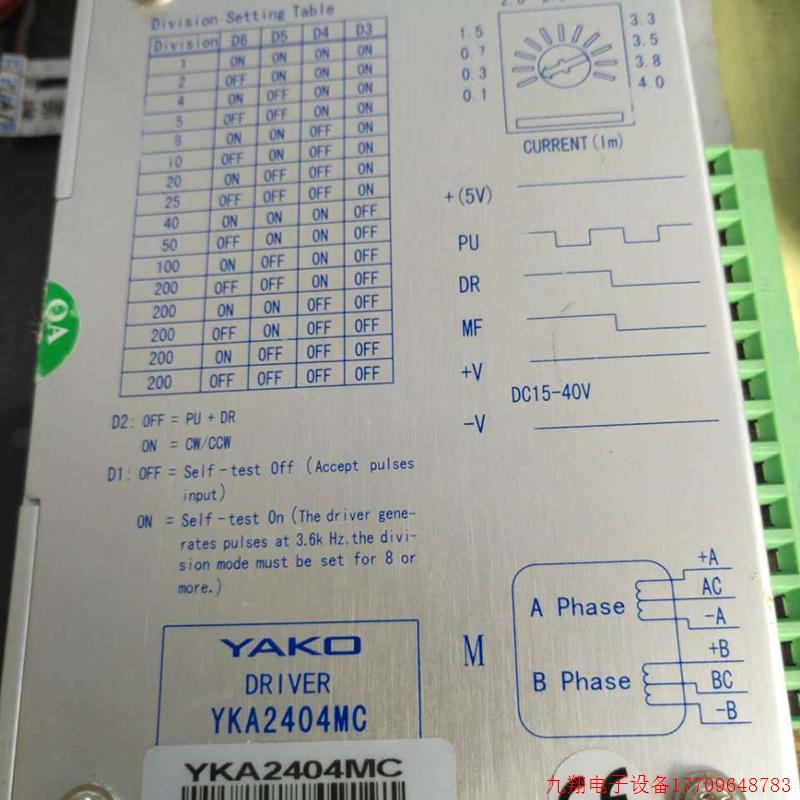 Division Setting Table
Division D6 D5 D4 D3
1 ON ON ON ON
2 OFF ON ON ON
4 ON OFF ON ON
5 OFF OFF ON ON
8 ON ON OFF ON
10 OFF ON OFF ON
20 ON OFF OFF ON
25 OFF OFF OFF ON
40 ON ON ON OFF
50 OFF ON ON OFF
100 ON OFF ON OFF
200 OFF OFF ON OFF
200 ON ON OFF OFF
200 OFF ON OFF OFF
200 ON OFF OFF OFF
200 OFF OFF OFF OFF
D2: OFF = PU + DR
ON = CW/CCW
D1: OFF = Self-test Off (Accept pulses
input)
ON = Self-test On (The driver gene-
rates pulses at 3.6k Hz, the divi-
sion mode must be set for 8 or
more.)
YAKO
DRIVER
YKA2404MC
YKA2404MC
QA
1.5
0.7
0.3
0.1
3.3
3.5
3.8
4.0
CURRENT(Im)
+(5V)
PU
DR
MF
+V
DC15-40V
-V
M
A Phase
B Phase
+A
AC
-A
+B
BC
-B
九翔电子设备17709648783